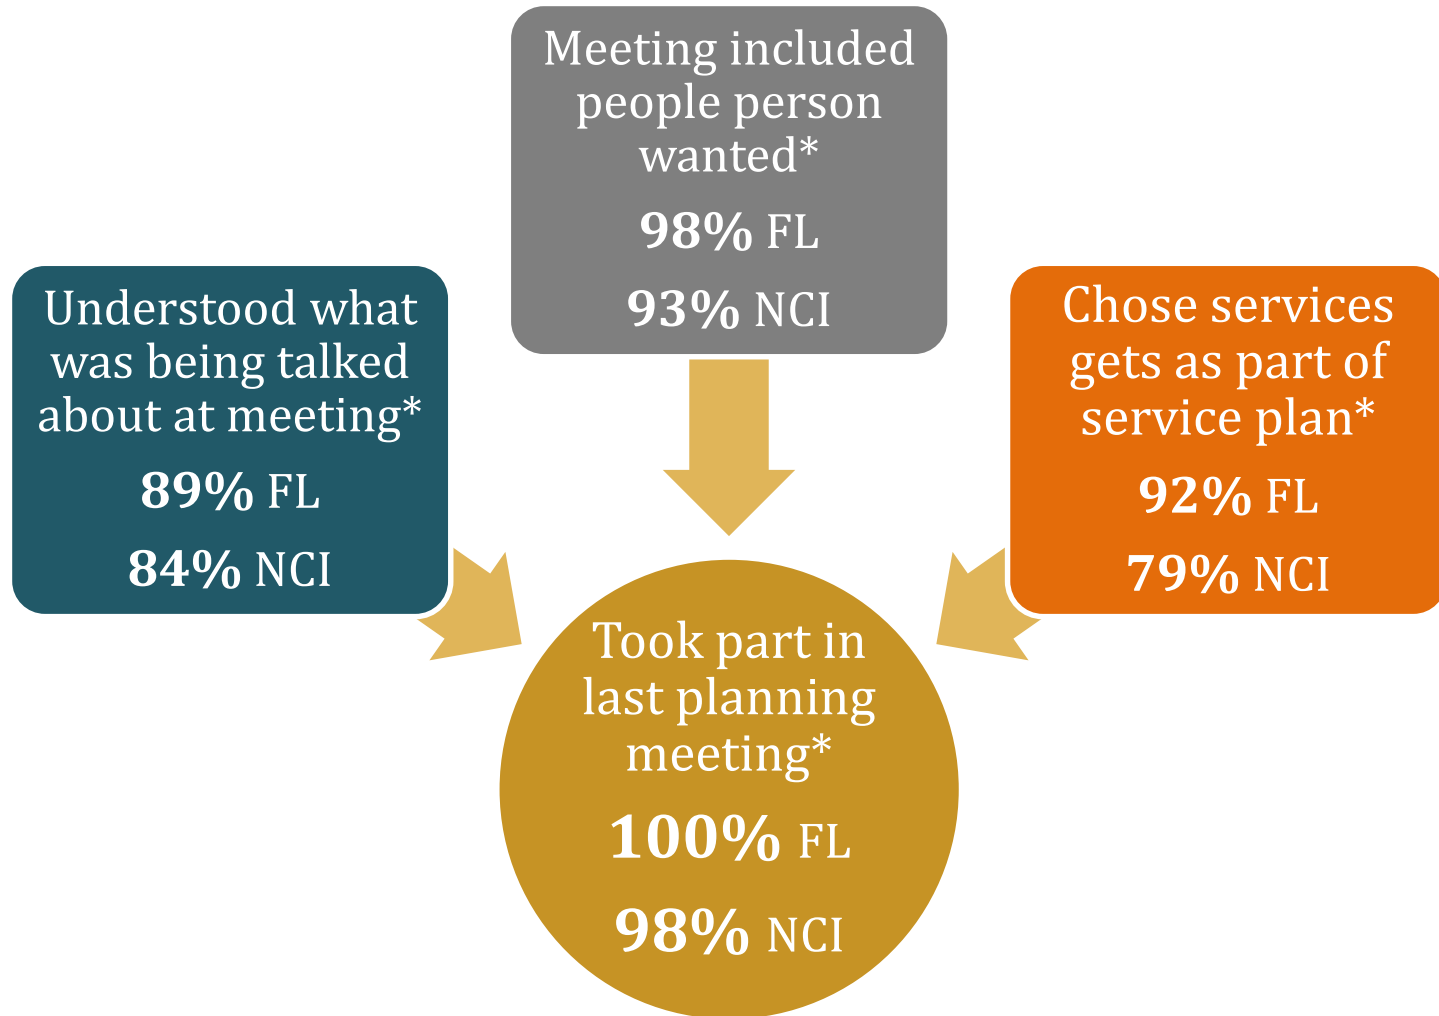 Meeting included
people person
wanted*
98% FL
93% NCI
Understood what
was being talked
about at meeting*
89% FL
84% NCI
Chose services
gets as part of
service plan*
92% FL
79% NCI
Took part in
last planning
meeting*
100% FL
98% NCI